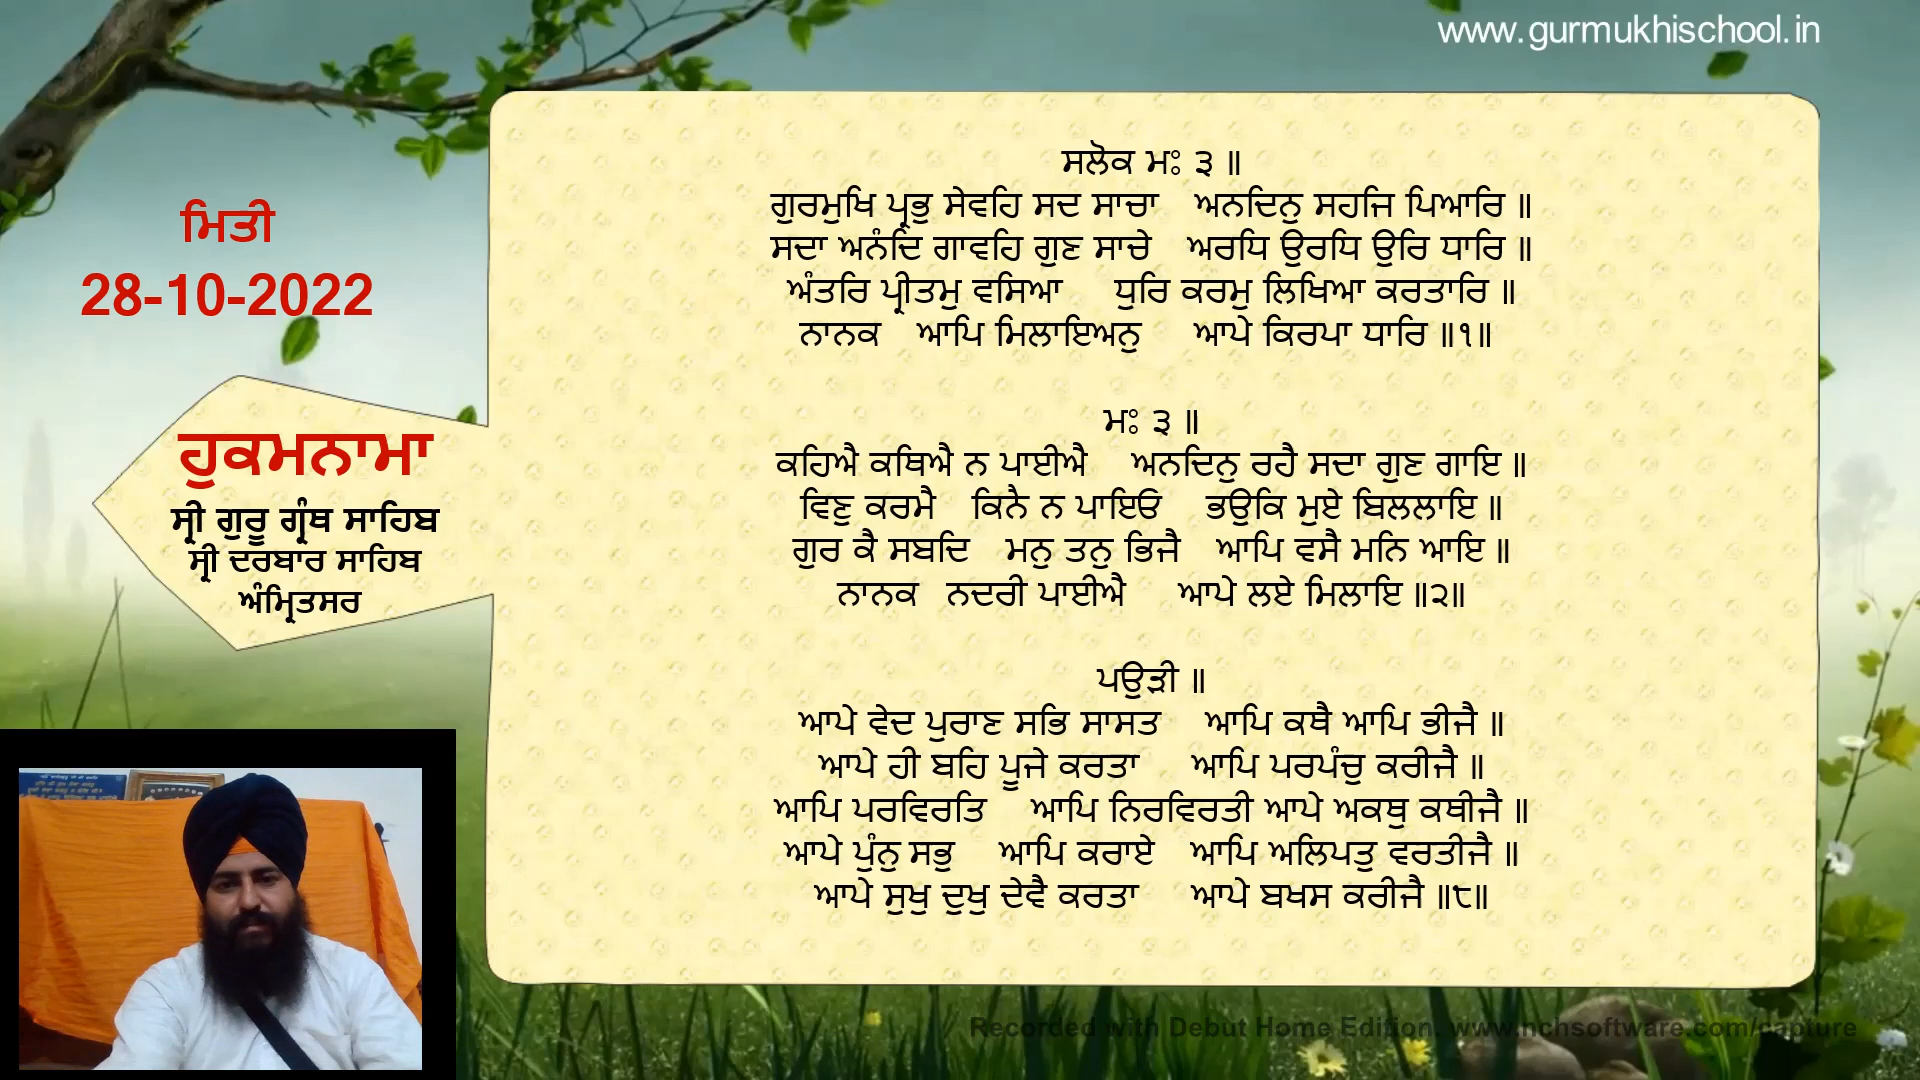 www.gurmukhischool.in
ਮਿਤੀ
28-10-2022
ਹੁਕਮਨਾਮਾ
ਸ੍ਰੀ ਗੁਰੂ ਗ੍ਰੰਥ ਸਾਹਿਬ
ਸ੍ਰੀ ਦਰਬਾਰ ਸਾਹਿਬ
ਅੰਮ੍ਰਿਤਸਰ
ਸਲੋਕ ਮਃ ੩ ॥
ਗੁਰਮੁਖਿ ਪ੍ਰਭੁ ਸੇਵਹਿ ਸਦ ਸਾਚਾ ਅਨਦਿਨੁ ਸਹਜਿ ਪਿਆਰਿ ॥
ਸਦਾ ਅਨੰਦਿ ਗਾਵਹਿ ਗੁਣ ਸਾਚੇ ਅਰਧਿ ਉਰਧਿ ਉਰਿ ਧਾਰਿ ॥
ਅੰਤਰਿ ਪ੍ਰੀਤਮੁ ਵਸਿਆ ਧੁਰਿ ਕਰਮੁ ਲਿਖਿਆ ਕਰਤਾਰਿ ॥
ਨਾਨਕ ਆਪਿ ਮਿਲਾਇਅਨੁ ਆਪੇ ਕਿਰਪਾ ਧਾਰਿ ॥੧॥
ਮਃ ੩ ॥
ਕਹਿਐ ਕਥਿਐ ਨ ਪਾਈਐ ਅਨਦਿਨੁ ਰਹੈ ਸਦਾ ਗੁਣ ਗਾਇ ॥
ਵਿਣੁ ਕਰਮੈ ਕਿਨੈ ਨ ਪਾਇਓ ਭਉਕਿ ਮੁਏ ਬਿਲਲਾਇ ॥
ਗੁਰ ਕੈ ਸਬਦਿ ਮਨੁ ਤਨੁ ਭਿਜੈ ਆਪਿ ਵਸੈ ਮਨਿ ਆਇ ॥
ਨਾਨਕ ਨਦਰੀ ਪਾਈਐ ਆਪੇ ਲਏ ਮਿਲਾਇ ॥੨॥
ਪਉੜੀ ॥
ਆਪੇ ਵੇਦ ਪੁਰਾਣ ਸਭਿ ਸਾਸਤ ਆਪਿ ਕਥੈ ਆਪਿ ਭੀਜੈ ॥
ਆਪੇ ਹੀ ਬਹਿ ਪੂਜੇ ਕਰਤਾ ਆਪਿ ਪਰਪੰਚੁ ਕਰੀਜੈ ॥
ਆਪਿ ਪਰਵਿਰਤਿ ਆਪਿ ਨਿਰਵਿਰਤੀ ਆਪੇ ਅਕਥੁ ਕਥੀਜੈ ॥
ਆਪੇ ਪੁੰਨੁ ਸਭੁ ਆਪਿ ਕਰਾਏ ਆਪਿ ਅਲਿਪਤੁ ਵਰਤੀਜੈ ॥
ਆਪੇ ਸੁਖੁ ਦੁਖੁ ਦੇਵੈ ਕਰਤਾ ਆਪੇ ਬਖਸ ਕਰੀਜੈ ॥੮॥
Recorded with Debut Home Edition. www.nchsoftware.com/capture